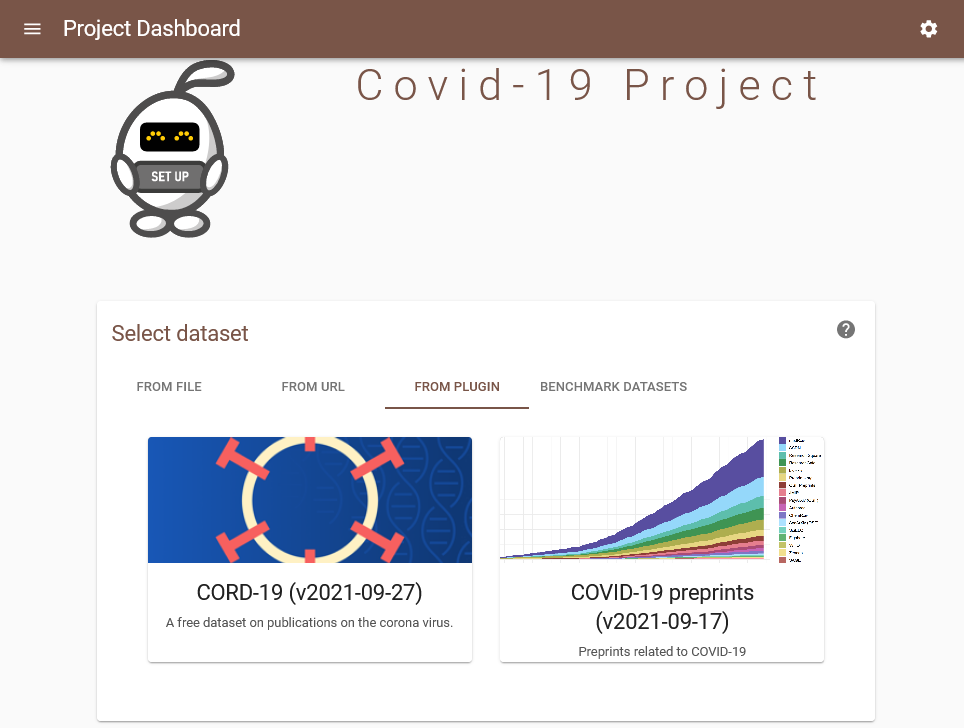 Project Dashboard
Covid-19 Project
SET UP
Select dataset
FROM FILE
FROM URL
FROM PLUGIN
BENCHMARK DATASETS
CORD-19 (v2021-09-27)
A free dataset on publications on the corona virus.
COVID-19 preprints
(v2021-09-17)
Preprints related to COVID-19